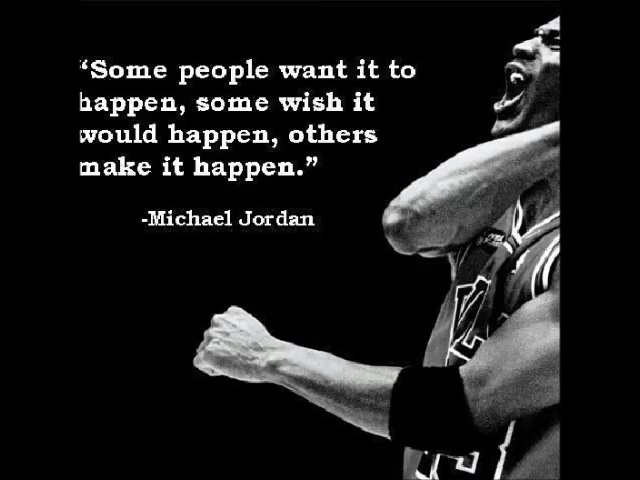 “Some people want it to
happen, some wish it
would happen, others
make it happen.”
-Michael Jordan